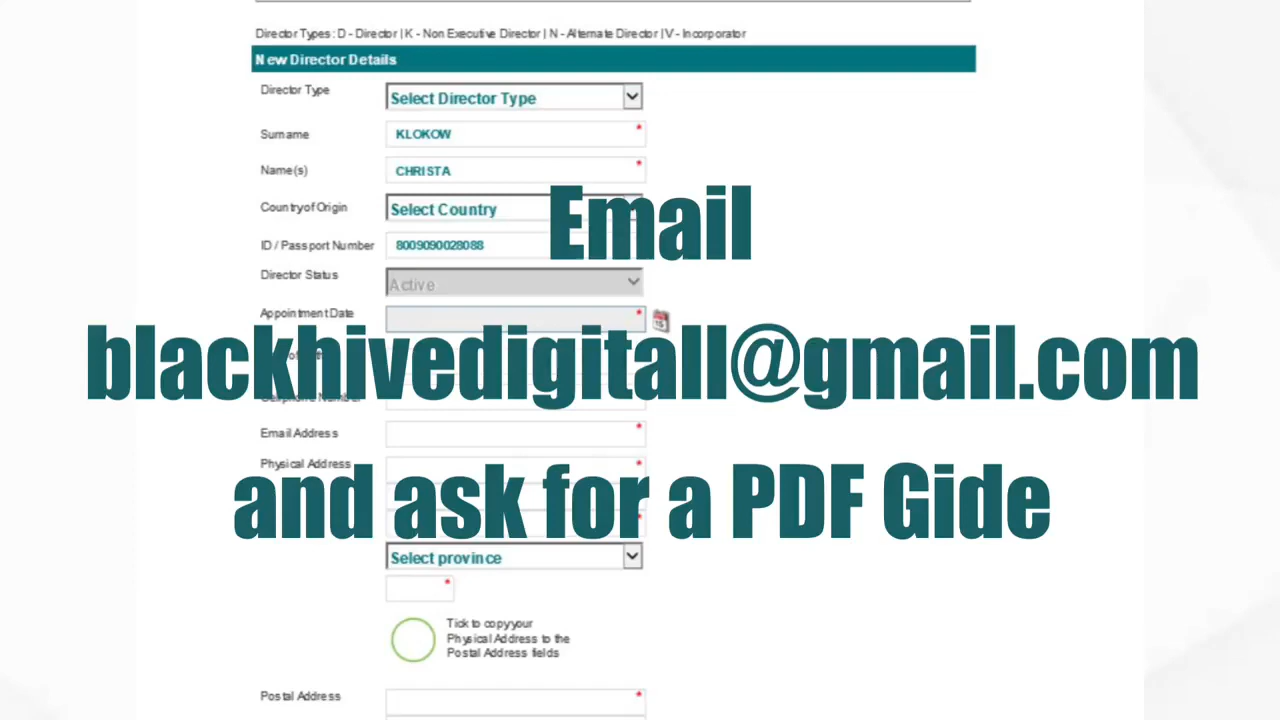 Director Types: D - Director | K - Non Executive Director | N - Alternate Director | V - Incorporator
New Director Details
Director Type
Select Director Type
Surname
KLOKOW
*
Name(s)
CHRISTA
*
Country of Origin
Select Country
Email
ID / Passport Number
8009090028088
Director Status
Active
Appointment Date
*
15
blackhivedigitall@gmail.com
Cellphone Number
Email Address
*
Physical Address
*
and ask for a PDF Gide
*
Select province
*
Tick to copy your
Physical Address to the
Postal Address fields
Postal Address
*